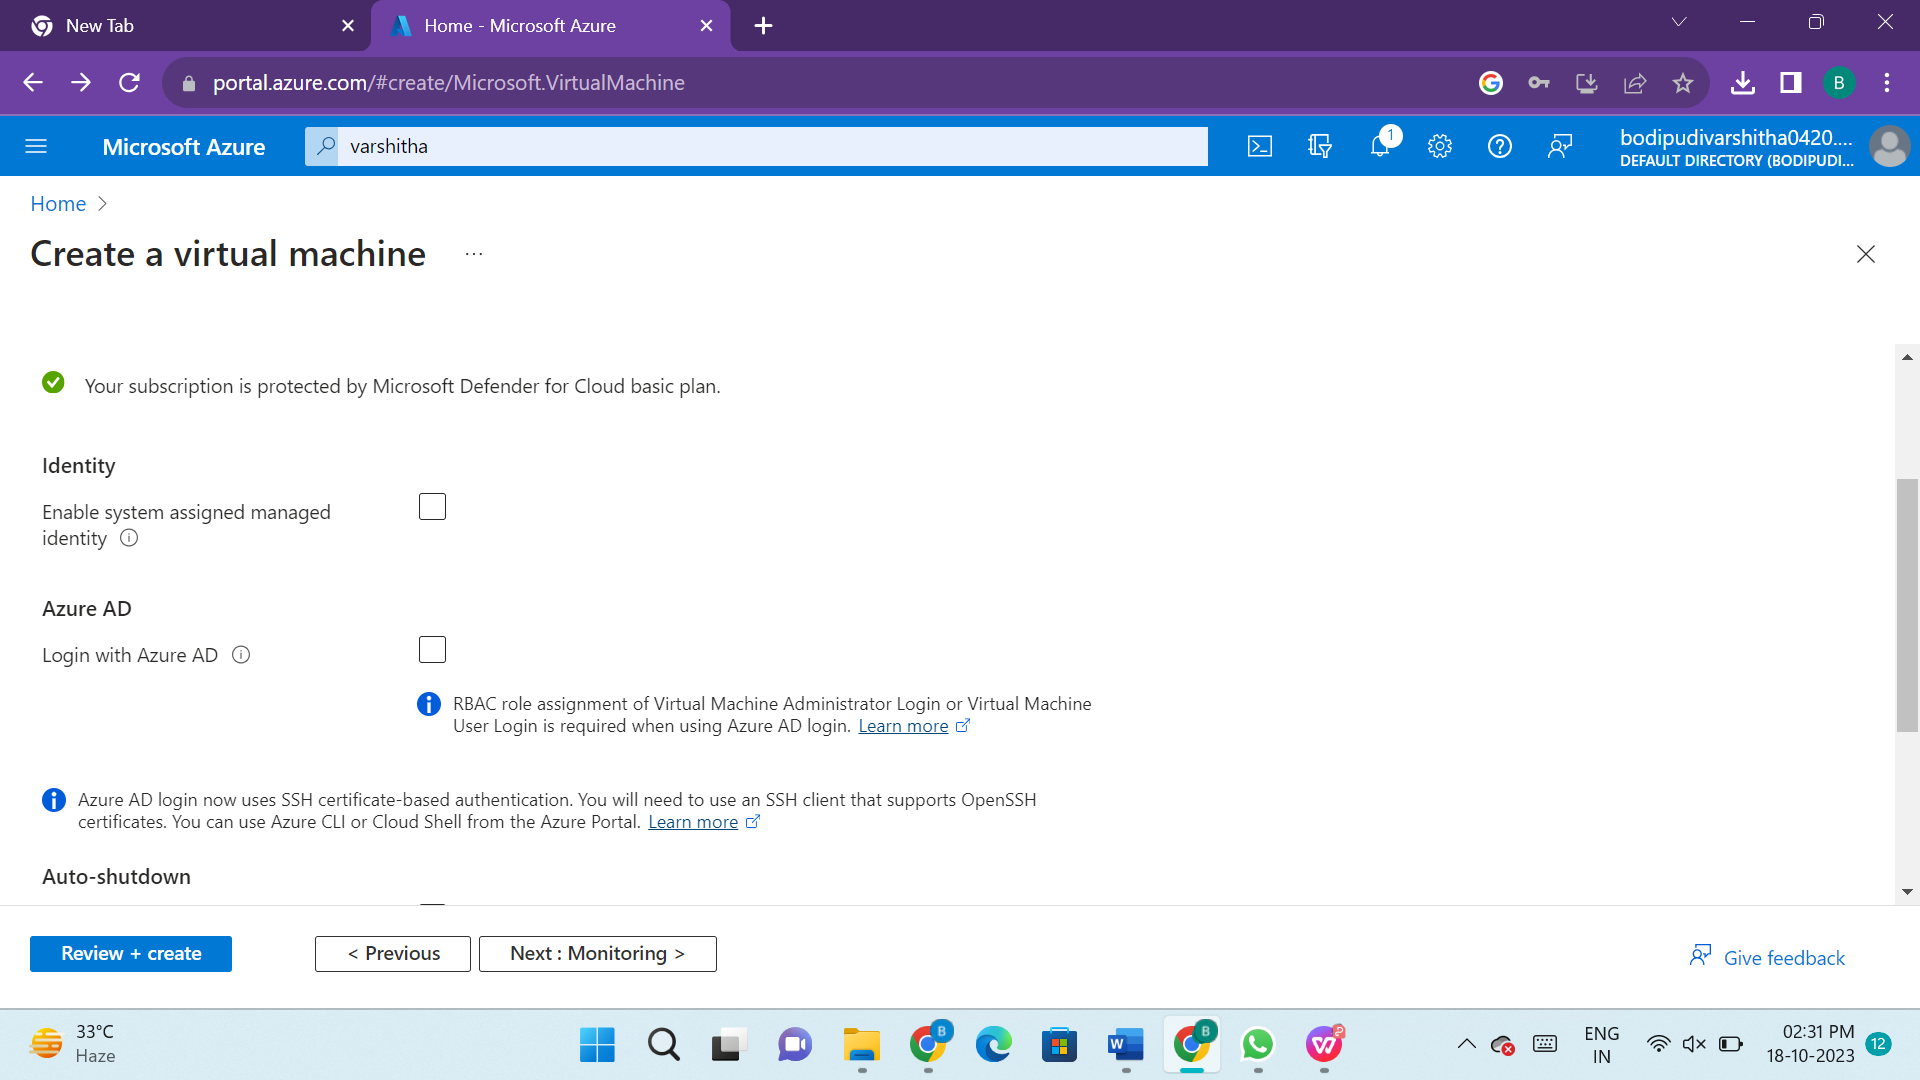 New Tab
Home - Microsoft Azure
portal.azure.com/#create/Microsoft.VirtualMachine
B
Microsoft Azure
varshitha
1
bodipudivarshitha0420....
DEFAULT DIRECTORY (BODIPUDI...
Home >
Create a virtual machine ...
Your subscription is protected by Microsoft Defender for Cloud basic plan.
Identity
Enable system assigned managed
identity
Azure AD
Login with Azure AD
RBAC role assignment of Virtual Machine Administrator Login or Virtual Machine
User Login is required when using Azure AD login. Learn more
Azure AD login now uses SSH certificate-based authentication. You will need to use an SSH client that supports OpenSSH
certificates. You can use Azure CLI or Cloud Shell from the Azure Portal. Learn more
Auto-shutdown
Review + create
< Previous
Next : Monitoring >
Give feedback
33°C
Haze
B
W
B
ENG
IN
02:31 PM
18-10-2023
12